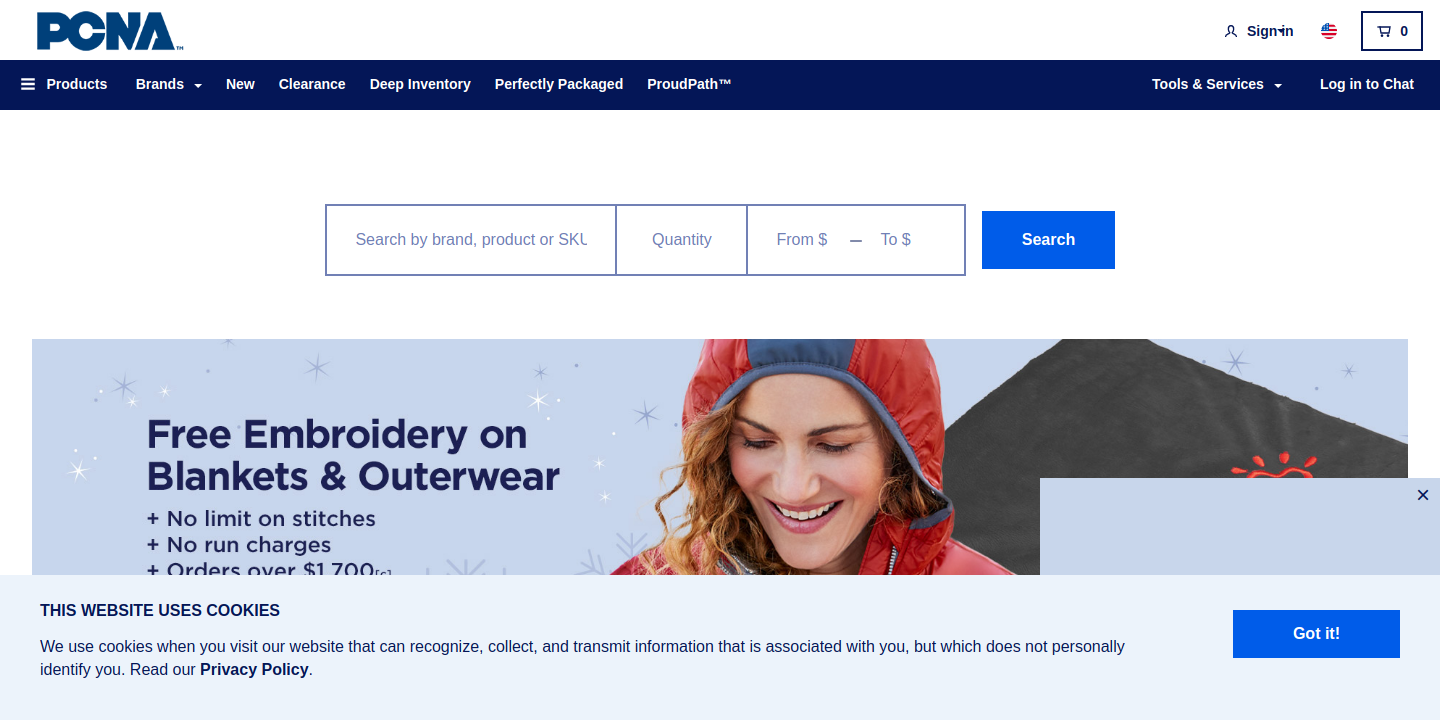 PCNA™
Sign in
0
Products
Brands
New
Clearance
Deep Inventory
Perfectly Packaged
ProudPath™
Tools & Services
Log in to Chat
Search by brand, product or SKU
Quantity
From $
To $
Search
Free Embroidery on
Blankets & Outerwear
+ No limit on stitches
+ No run charges
+ Orders over $1,700[c]
×
THIS WEBSITE USES COOKIES
We use cookies when you visit our website that can recognize, collect, and transmit information that is associated with you, but which does not personally
identify you. Read our Privacy Policy.
Got it!